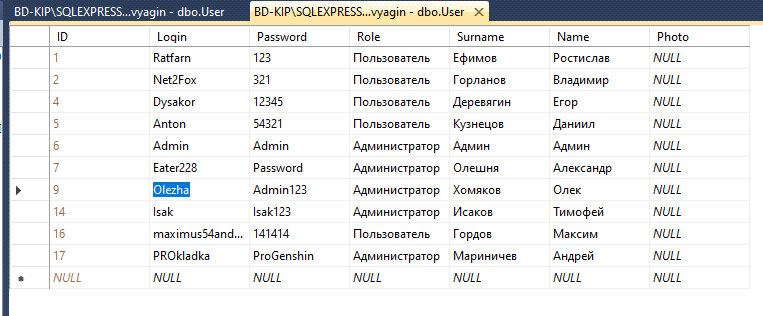 BD-KIP\SQLEXPRESS...vyagin - dbo.User BD-KIP\SQLEXPRESS...vyagin - dbo.User
ID Login Password Role Surname Name Photo
1 Ratfarn 123 Пользователь Ефимов Ростислав NULL
2 Net2Fox 321 Пользователь Горланов Владимир NULL
4 Dysakor 12345 Пользователь Деревягин Егор NULL
5 Anton 54321 Пользователь Кузнецов Даниил NULL
6 Admin Admin Администратор Админ Админ NULL
7 Eater228 Password Администратор Олешня Александр NULL
9 Olezha Admin123 Администратор Хомяков Олек NULL
14 Isak Isak123 Администратор Исаков Тимофей NULL
16 maximus54and... 141414 Пользователь Гордов Максим NULL
17 PROkladka ProGenshin Администратор Мариничев Андрей NULL
NULL NULL NULL NULL NULL NULL NULL